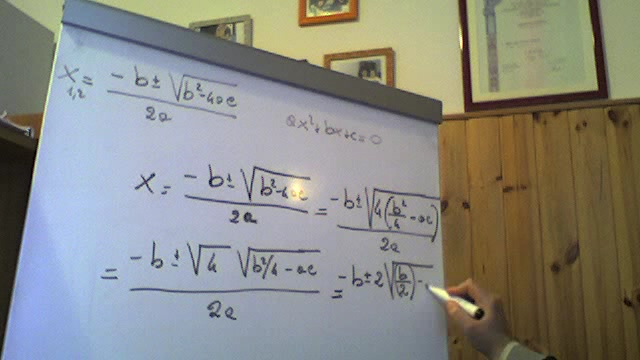 x₁,₂ = (-b ± √(b²-4ac)) / 2a
ax²+bx+c=0
x = (-b ± √(b²-4ac)) / 2a = (-b ± √(4(b²/4 - ac))) / 2a
= (-b ± √4 √(b²/4 - ac)) / 2a = -b ± 2√((b/2) -